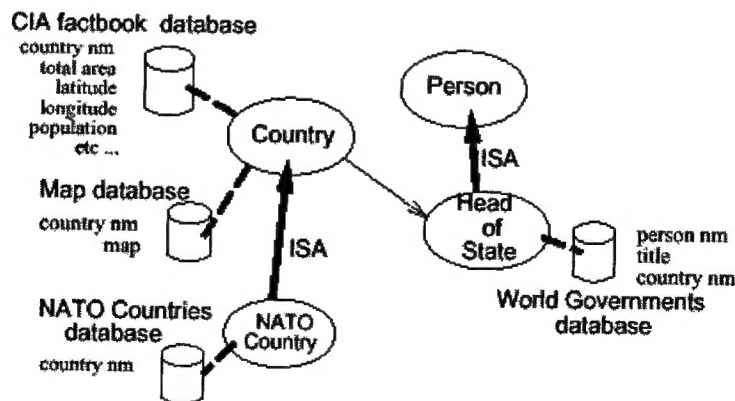 CIA factbook database
country nm
total area
latitude
longitude
population
etc ...
Country
Person
ISA
Map database
country nm
map
ISA
Head
of
State
person nm
title
country nm
World Governments
database
NATO Countries
database
country nm
NATO
Country